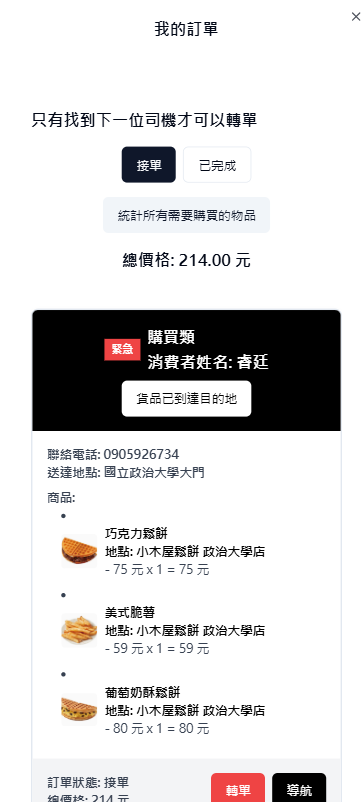 我的訂單
只有找到下一位司機才可以轉單
接單
已完成
統計所有需要購買的物品
總價格: 214.00 元
緊急
購買類
消費者姓名: 睿廷
貨品已到達目的地
聯絡電話: 0905926734
送達地點: 國立政治大學大門
商品:
巧克力鬆餅
地點: 小木屋鬆餅 政治大學店
- 75 元 x 1 = 75 元
美式脆薯
地點: 小木屋鬆餅 政治大學店
- 59 元 x 1 = 59 元
葡萄奶酥鬆餅
地點: 小木屋鬆餅 政治大學店
- 80 元 x 1 = 80 元
訂單狀態: 接單
總價格: 214 元
轉單
導航